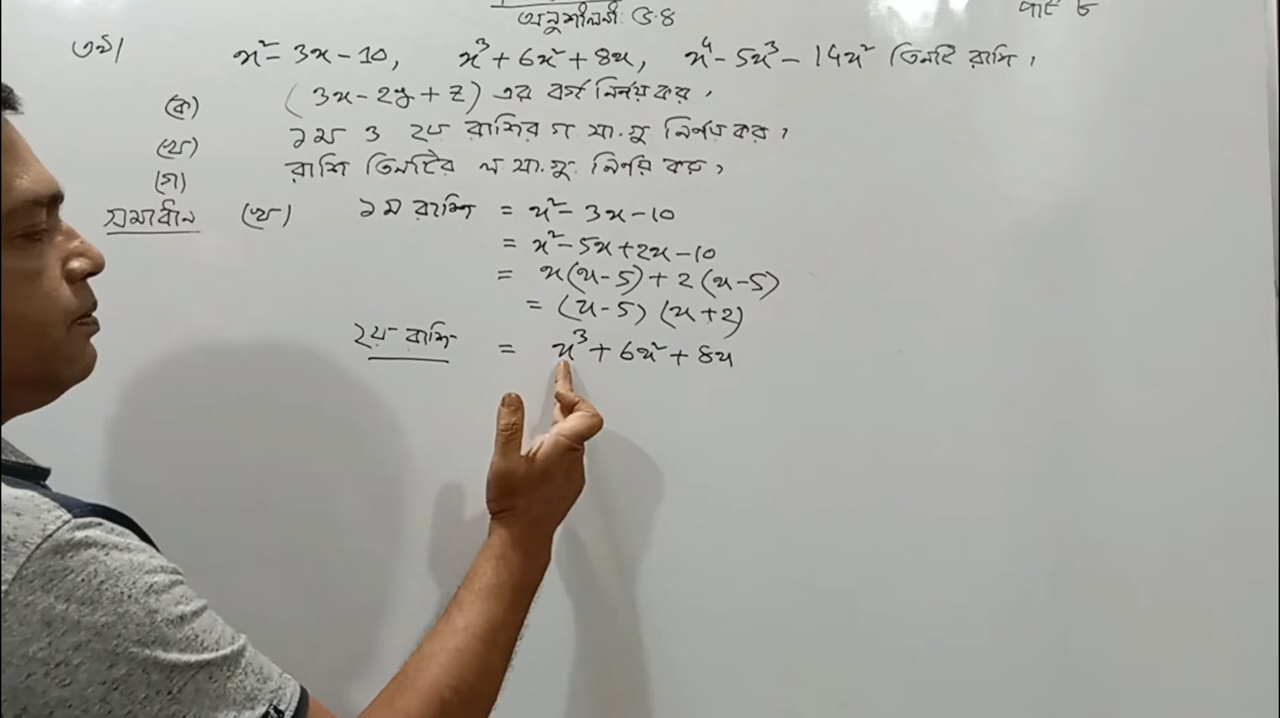 অনুশীলনী: ৫.৪
পার্ট ৮
৩৯। x² - 3x - 10, x³ + 6x² + 8x, x⁴ - 5x³ - 14x² তিনটি রাশি।
(ক) (3x - 2y + z) এর বর্গ নির্ণয় কর।
(খ) ১ম ও ২য় রাশির গ.সা.গু নির্ণয় কর।
(গ) রাশি তিনটির ল.সা.গু. নির্ণয় কর।
সমাধান (খ) ১ম রাশি = x² - 3x - 10
= x² - 5x + 2x - 10
= x(x - 5) + 2(x - 5)
= (x - 5) (x + 2)
২য় রাশি = x³ + 6x² + 8x